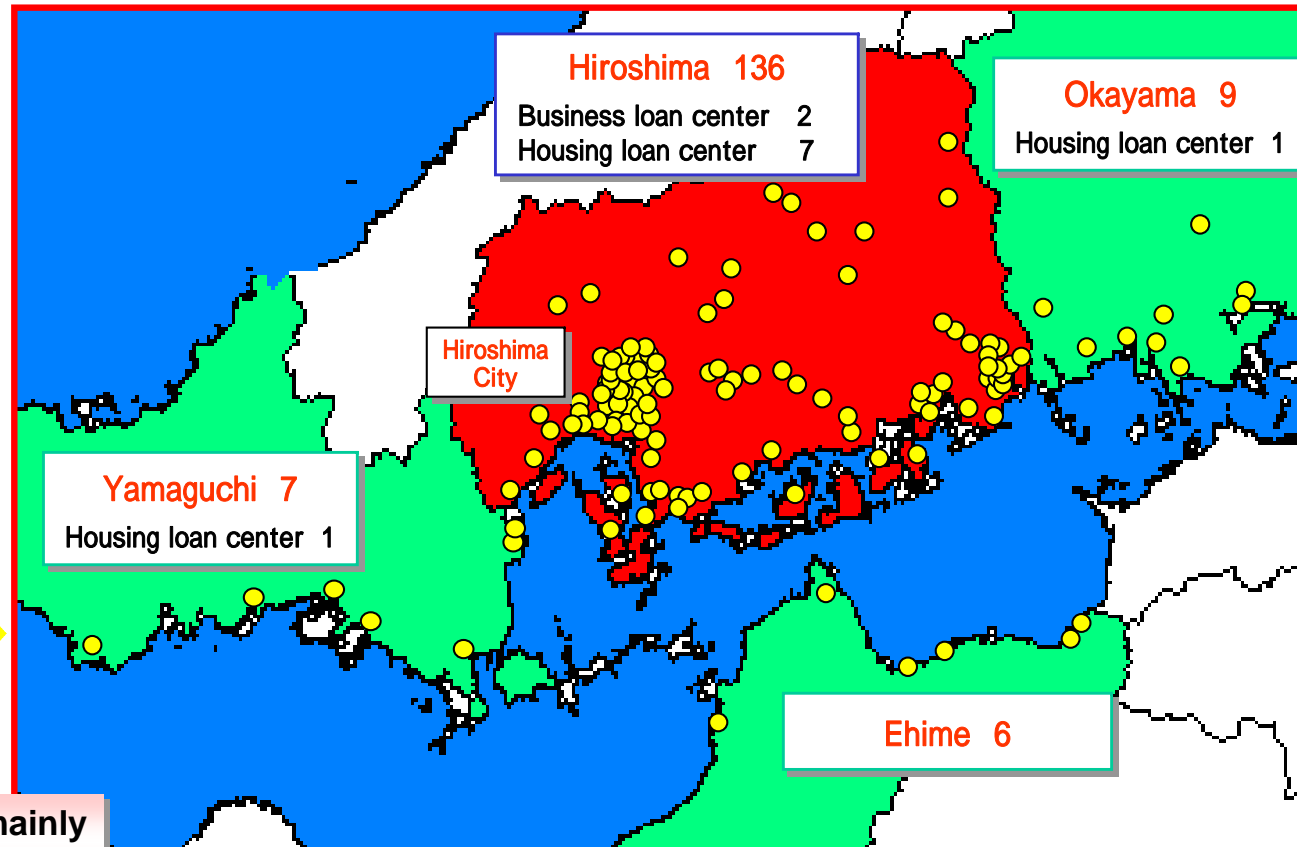 Hiroshima 136
Business loan center 2
Housing loan center 7
Okayama 9
Housing loan center 1
Hiroshima
City
Yamaguchi 7
Housing loan center 1
Ehime 6
mainly